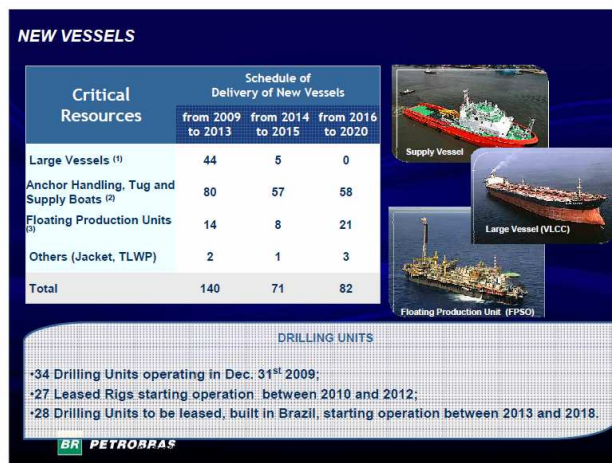 NEW VESSELS
Critical
Resources
Schedule of
Delivery of New Vessels
from 2009
to 2013
from 2014
to 2015
from 2016
to 2020
Large Vessels (1) 44 5 0
Anchor Handling, Tug and
Supply Boats (2) 80 57 58
Floating Production Units
(3) 14 8 21
Others (Jacket, TLWP) 2 1 3
Total 140 71 82
Supply Vessel
Large Vessel (VLCC)
Floating Production Unit (FPSO)
DRILLING UNITS
•34 Drilling Units operating in Dec. 31st 2009;
•27 Leased Rigs starting operation between 2010 and 2012;
•28 Drilling Units to be leased, built in Brazil, starting operation between 2013 and 2018.
BR PETROBRAS